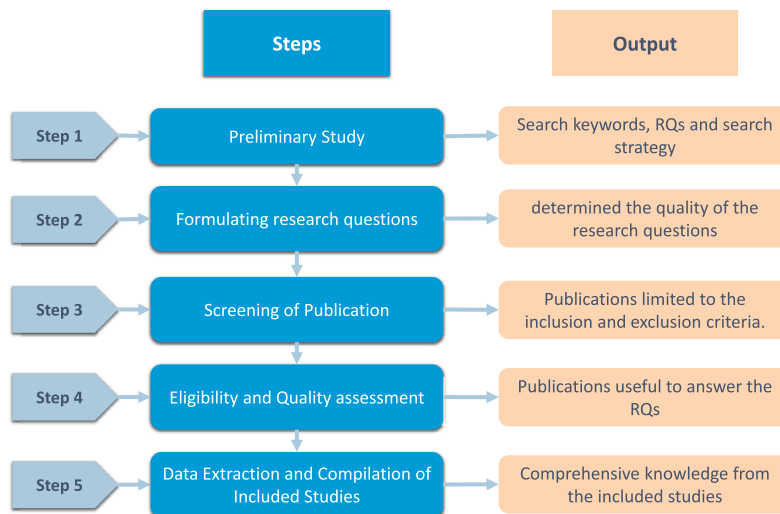 Steps
Output
Step 1
Preliminary Study
Search keywords, RQs and search
strategy
Step 2
Formulating research questions
determined the quality of the
research questions
Step 3
Screening of Publication
Publications limited to the
inclusion and exclusion criteria.
Step 4
Eligibility and Quality assessment
Publications useful to answer the
RQs
Step 5
Data Extraction and Compilation of
Included Studies
Comprehensive knowledge from
the included studies